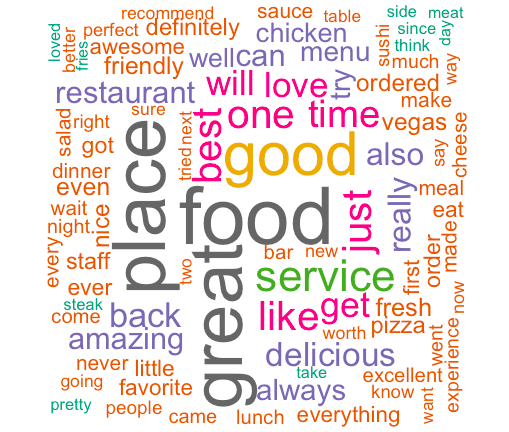 recommend
sauce
table
side
meat
loved
better
fries
perfect
definitely
chicken
sushi
since
think
day
awesome
well
can
menu
much
way
friendly
will
love
try
ordered
restaurant
best
one
time
make
vegas
cheese
salad
right
sure
place
tried
next
good
also
say
got
dinner
even
food
just
really
meal
eat
wait
nice
night.
every
staff
great
two
bar
new
first
order
made
ever
service
now
steak
come
back
like
get
fresh
pizza
worth
went
experience
amazing
delicious
never
little
take
excellent
going
favorite
always
know
want
pretty
people
came
lunch
everything